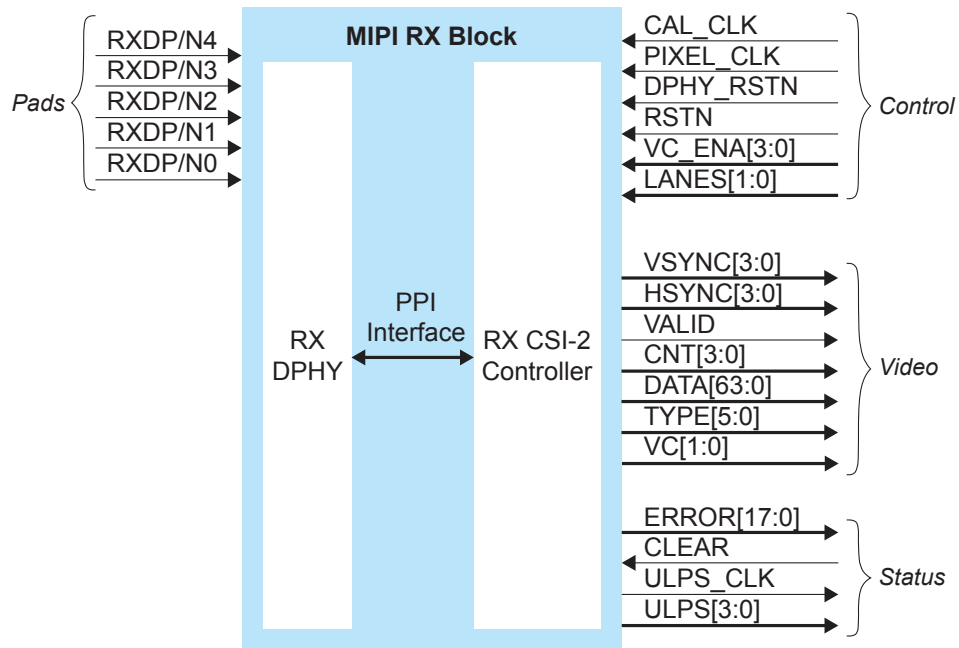 MIPI RX Block
Pads
RXDP/N4
RXDP/N3
RXDP/N2
RXDP/N1
RXDP/N0
RX
DPHY
PPI
Interface
RX CSI-2
Controller
CAL_CLK
PIXEL_CLK
DPHY_RSTN
RSTN
VC_ENA[3:0]
LANES[1:0]
Control
VSYNC[3:0]
HSYNC[3:0]
VALID
CNT[3:0]
DATA[63:0]
TYPE[5:0]
VC[1:0]
Video
ERROR[17:0]
CLEAR
ULPS_CLK
ULPS[3:0]
Status